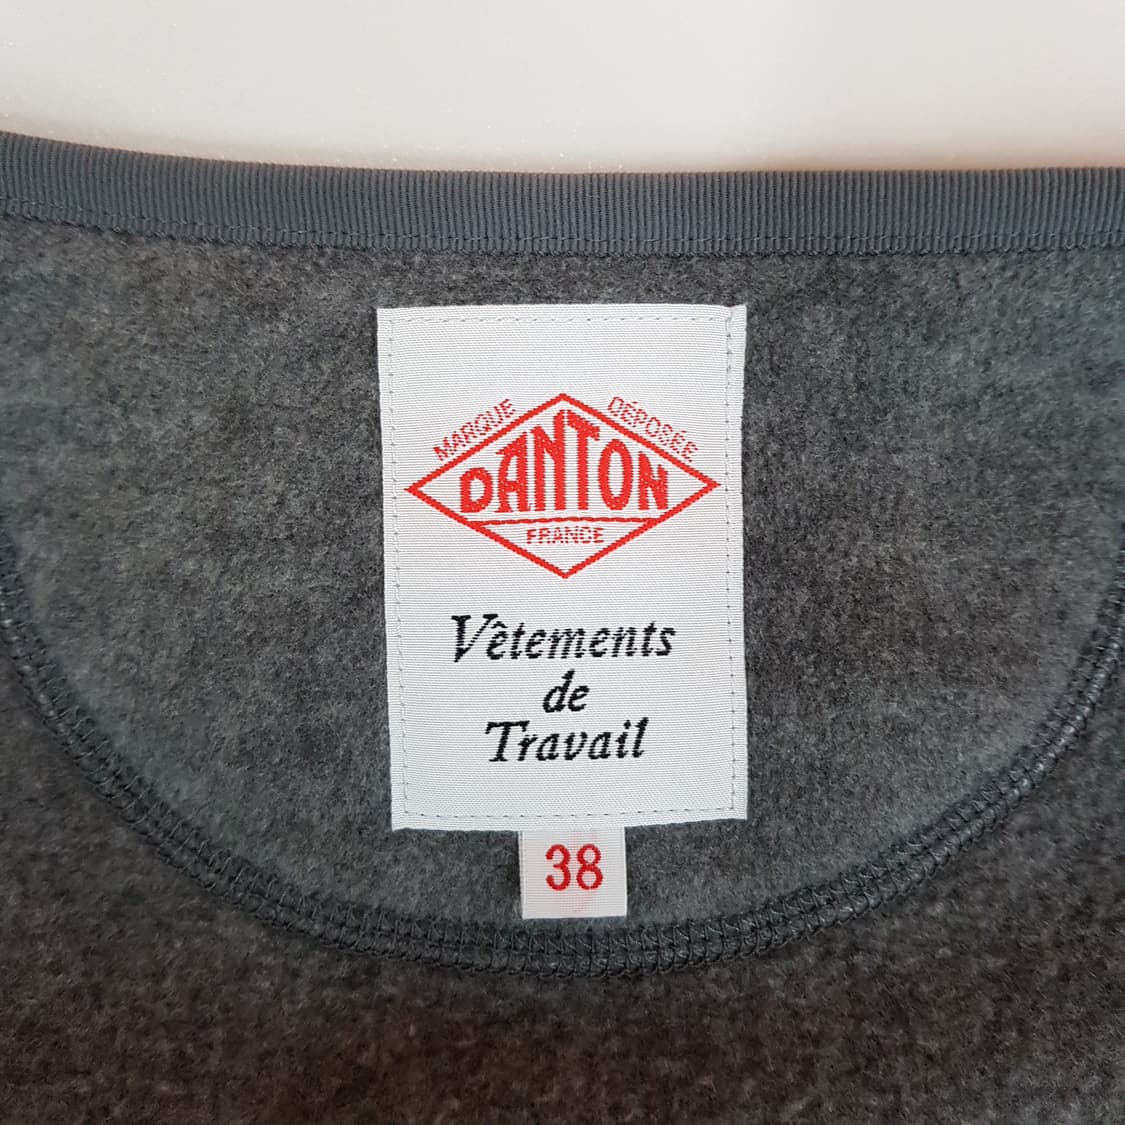 MARQUE DÉPOSÉE
DANTON
FRANCE
Vêtements
de
Travail
38